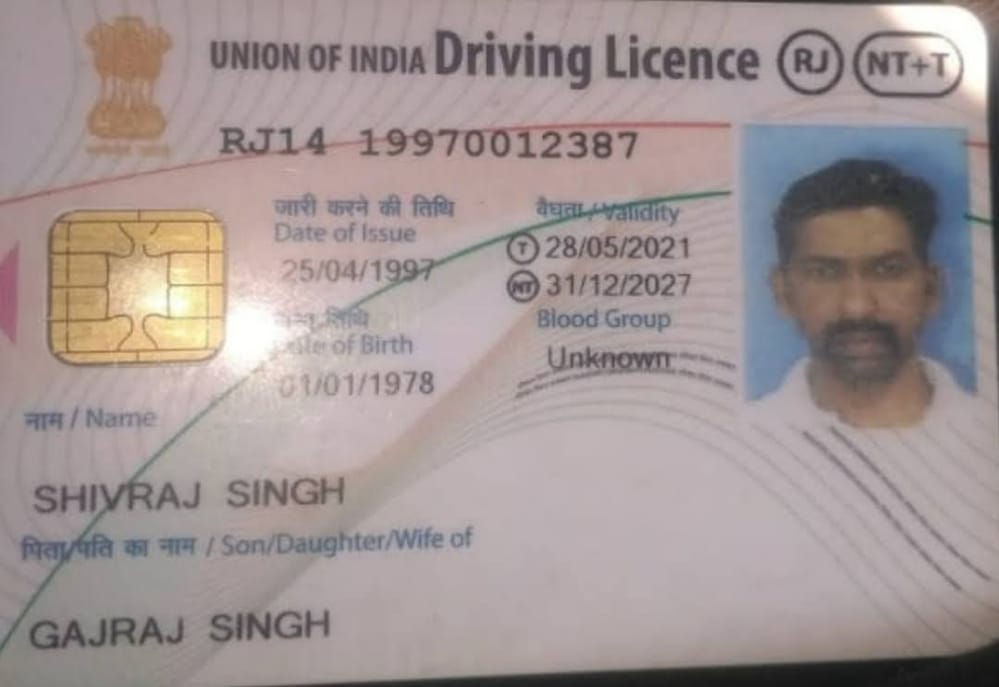 UNION OF INDIA Driving Licence RJ NT+T
RJ14 19970012387
जारी करने की तिथि
Date of Issue
25/04/1997
वैधता / Validity
T 28/05/2021
NT 31/12/2027
तिथि
of Birth
01/01/1978
Blood Group
Unknown
नाम / Name
SHIVRAJ SINGH
पिता/पति का नाम / Son/Daughter/Wife of
GAJRAJ SINGH